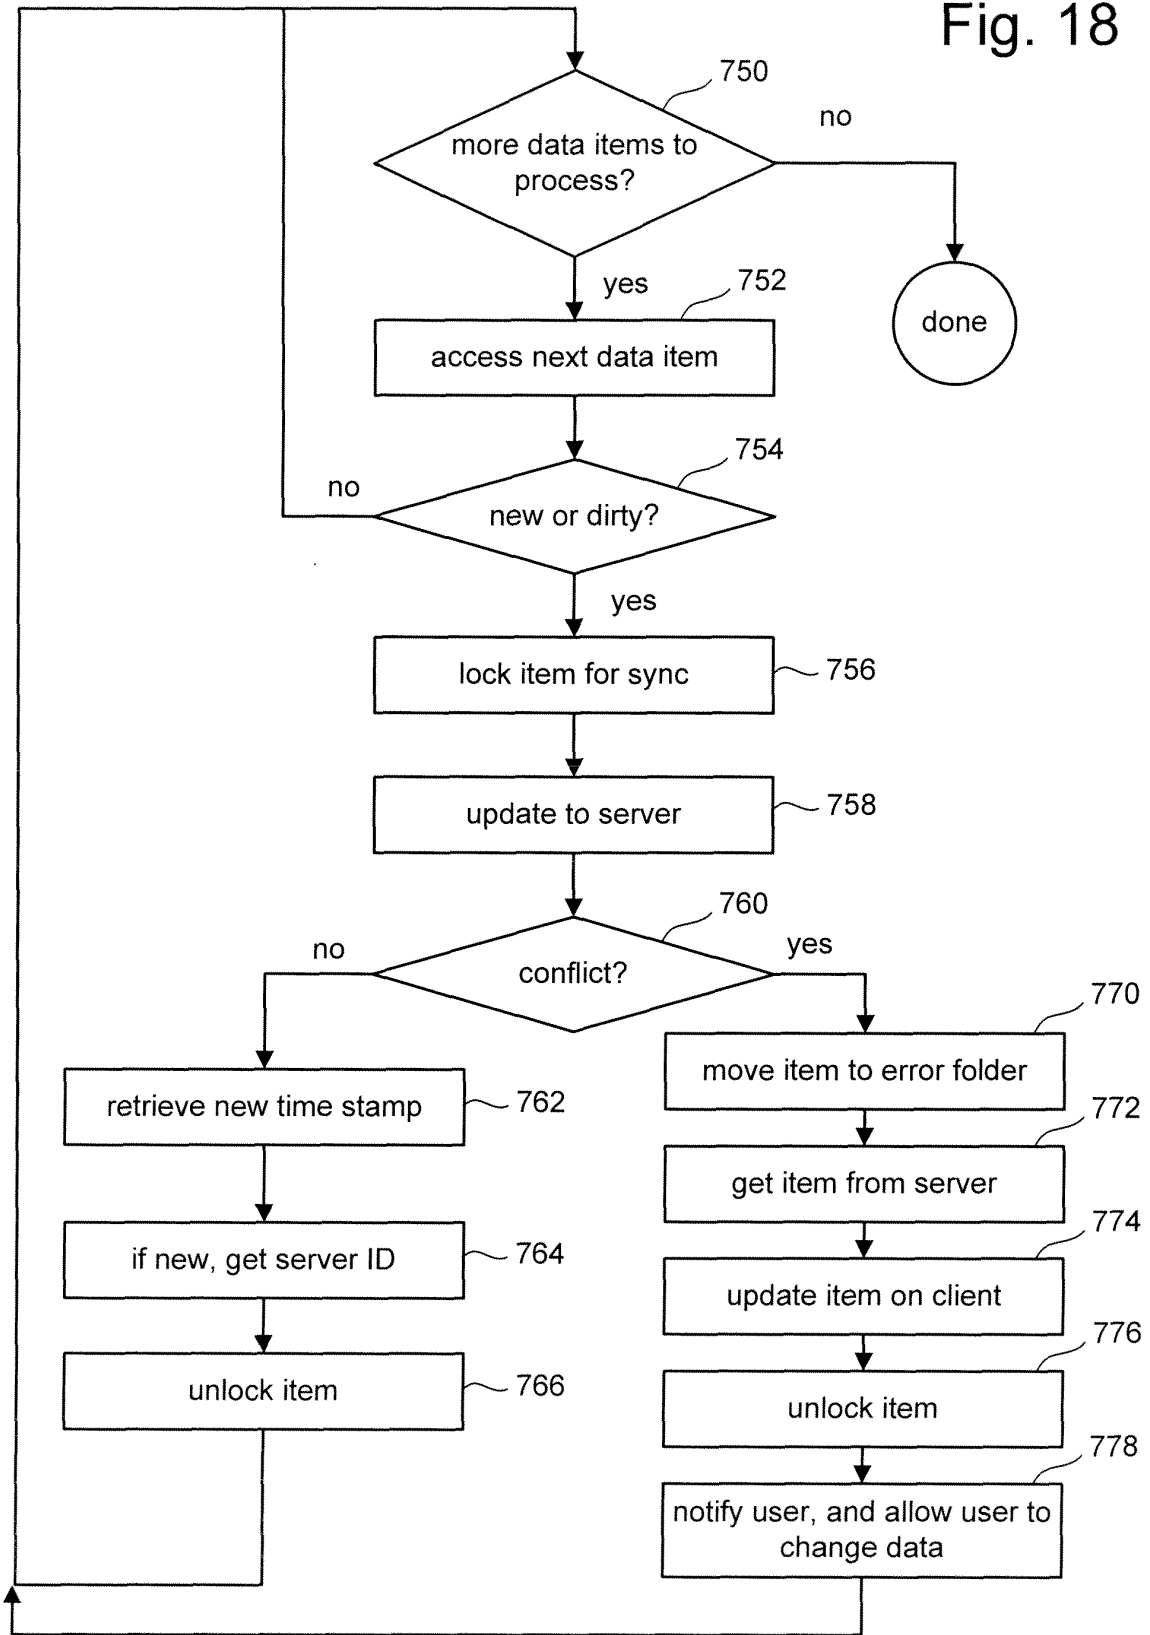 Fig. 18
750
more data items to
process?
no
yes
752
done
access next data item
754
no
new or dirty?
yes
lock item for sync
756
update to server
758
760
no
yes
conflict?
770
move item to error folder
retrieve new time stamp
762
772
get item from server
774
if new, get server ID
764
update item on client
776
unlock item
766
unlock item
778
notify user, and allow user to
change data